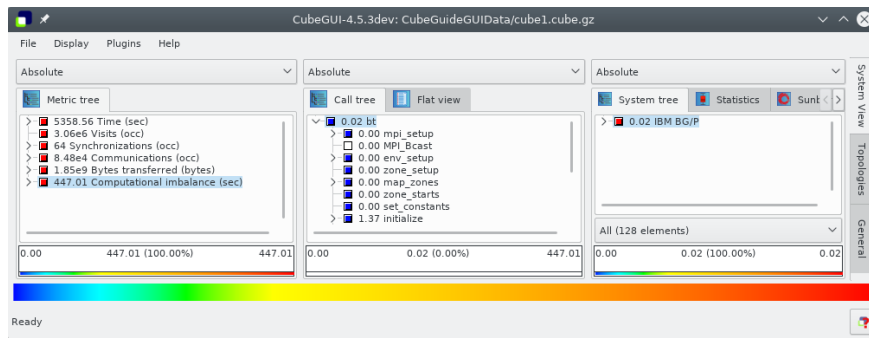 CubeGUI-4.5.3dev: CubeGuideGUIData/cube1.cube.gz
File Display Plugins Help
Absolute
Metric tree
5358.56 Time (sec)
3.06e6 Visits (occ)
64 Synchronizations (occ)
8.48e4 Communications (occ)
1.85e9 Bytes transferred (bytes)
447.01 Computational imbalance (sec)
0.00 447.01 (100.00%) 447.01
Absolute
Call tree Flat view
0.02 bt
0.00 mpi_setup
0.00 MPI_Bcast
0.00 env_setup
0.00 zone_setup
0.00 map_zones
0.00 zone_starts
0.00 set_constants
1.37 initialize
0.00 0.02 (0.00%) 447.01
Absolute
System tree Statistics Sunb
0.02 IBM BG/P
All (128 elements)
0.00 0.02 (100.00%) 0.02
System View
Topologies
General
Ready